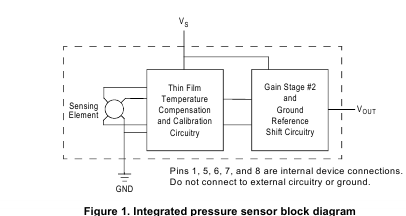 VS
Sensing
Element
Thin Film
Temperature
Compensation
and Calibration
Circuitry
Gain Stage #2
and
Ground
Reference
Shift Circuitry
VOUT
GND
Pins 1, 5, 6, 7, and 8 are internal device connections.
Do not connect to external circuitry or ground.
Figure 1. Integrated pressure sensor block diagram